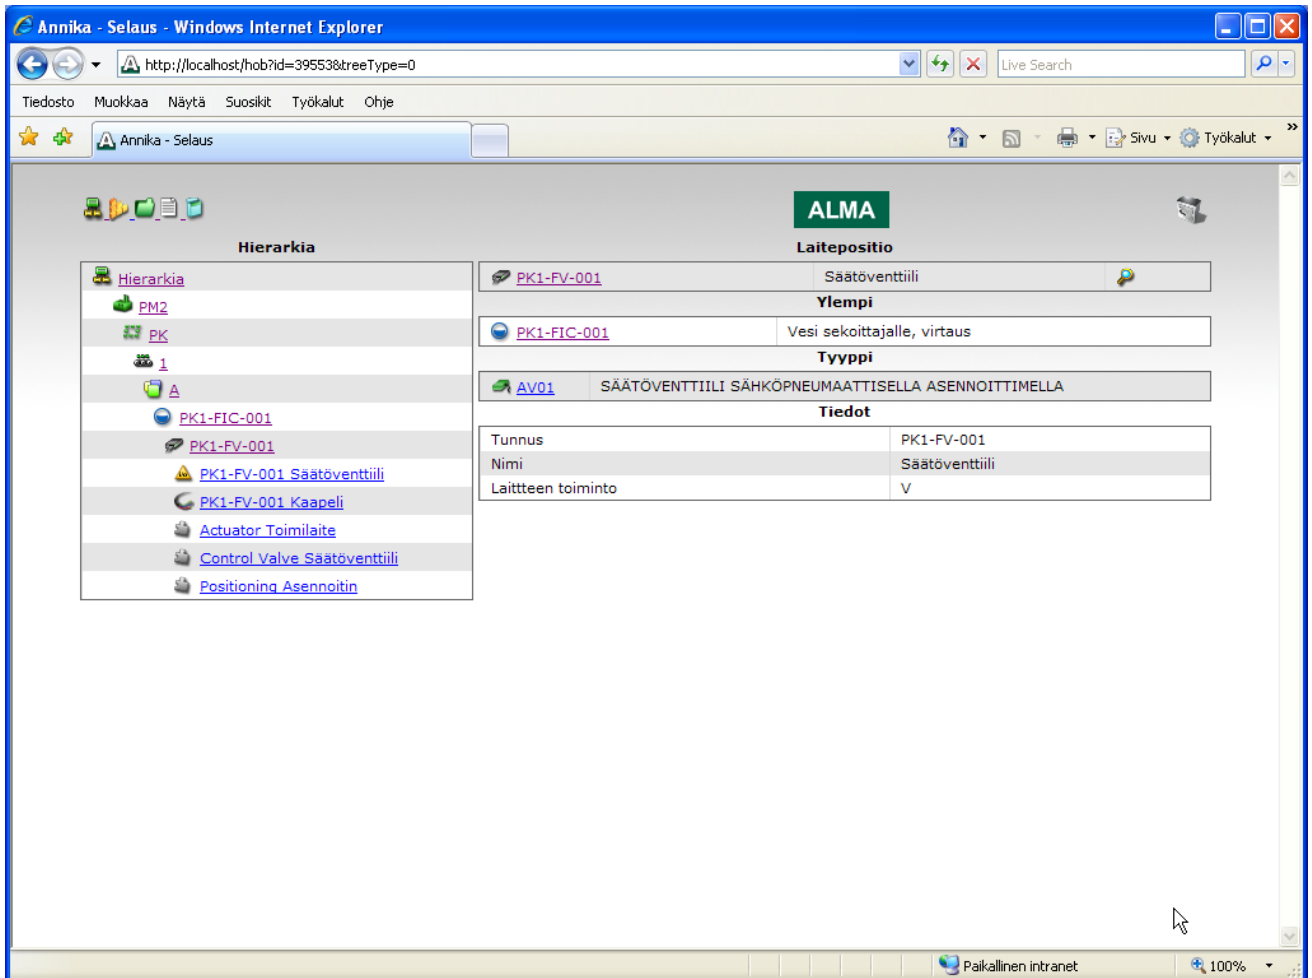 Annika - Selaus - Windows Internet Explorer
http://localhost/hob?id=39553&treeType=0
Live Search
Tiedosto Muokkaa Näytä Suosikit Työkalut Ohje
Annika - Selaus
Sivu Työkalut »
ALMA
Hierarkia
Hierarkia
PM2
PK
1
A
PK1-FIC-001
PK1-FV-001
PK1-FV-001 Säätöventtiili
PK1-FV-001 Kaapeli
Actuator Toimilaite
Control Valve Säätöventtiili
Positioning Asennoitin
Laitepositio
PK1-FV-001 Säätöventtiili
Ylempi
PK1-FIC-001 Vesi sekoittajalle, virtaus
Tyyppi
AV01 SÄÄTÖVENTTIILI SÄHKÖPNEUMAATTISELLA ASENNOITTIMELLA
Tiedot
Tunnus PK1-FV-001
Nimi Säätöventtiili
Laittteen toiminto V
Paikallinen intranet 100%